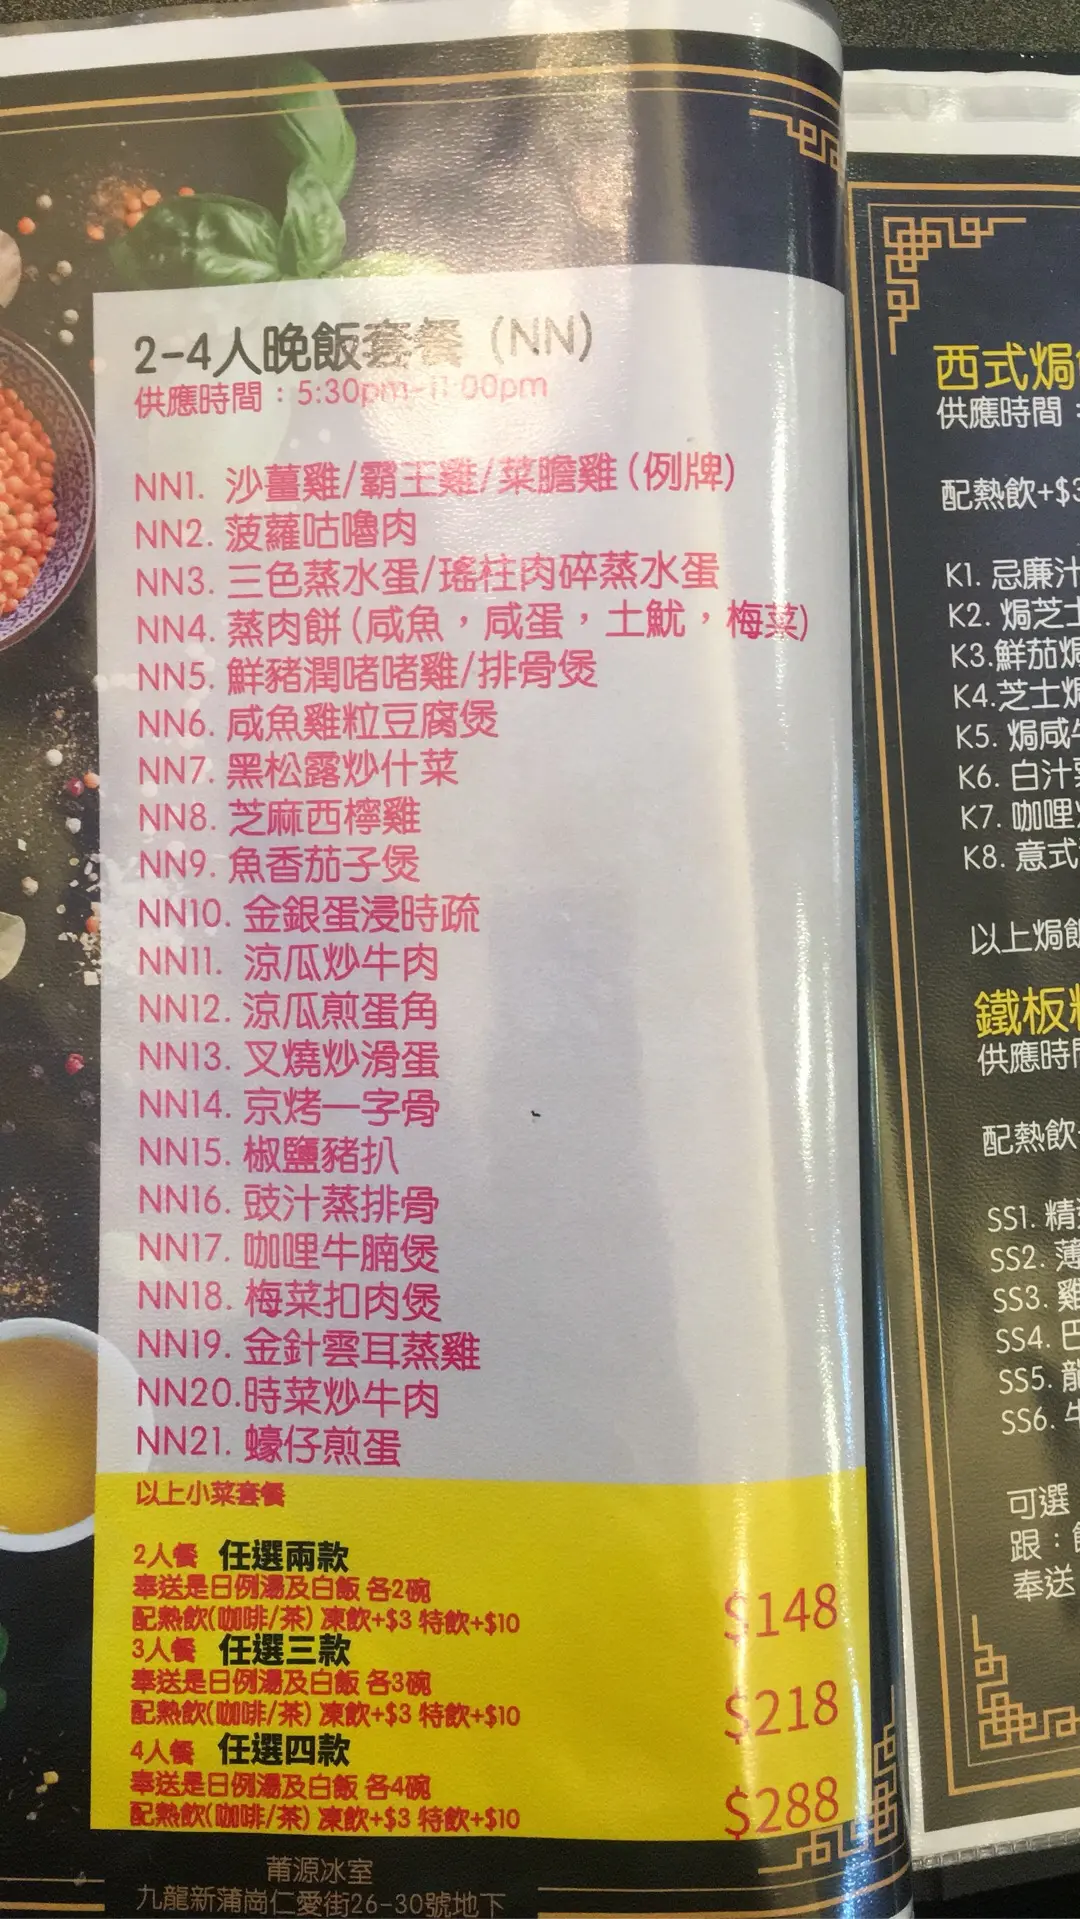 2-4人晚飯套餐 (NN)
供應時間：5:30pm-11:00pm
NN1. 沙薑雞/霸王雞/菜膽雞(例牌)
NN2. 菠蘿咕嚕肉
NN3. 三色蒸水蛋/瑤柱肉碎蒸水蛋
NN4. 蒸肉餅(咸魚，咸蛋，土魷，梅菜)
NN5. 鮮豬潤啫啫雞/排骨煲
NN6. 咸魚雞粒豆腐煲
NN7. 黑松露炒什菜
NN8. 芝麻西檸雞
NN9. 魚香茄子煲
NN10. 金銀蛋浸時疏
NN11. 涼瓜炒牛肉
NN12. 涼瓜煎蛋角
NN13. 叉燒炒滑蛋
NN14. 京烤一字骨
NN15. 椒鹽豬扒
NN16. 豉汁蒸排骨
NN17. 咖哩牛腩煲
NN18. 梅菜扣肉煲
NN19. 金針雲耳蒸雞
NN20.時菜炒牛肉
NN21. 蠔仔煎蛋
以上小菜套餐
2人餐 任選兩款
奉送是日例湯及白飯 各2碗
配熱飲(咖啡/茶) 凍飲+$3 特飲+$10 $148
3人餐 任選三款
奉送是日例湯及白飯 各3碗
配熱飲(咖啡/茶) 凍飲+$3 特飲+$10 $218
4人餐 任選四款
奉送是日例湯及白飯 各4碗
配熱飲(咖啡/茶) 凍飲+$3 特飲+$10 $288
莆源冰室
九龍新蒲崗仁愛街26-30號地下
西式焗
供應時間：
配熱飲+$3
K1. 忌廉汁
K2. 焗芝士
K3.鮮茄焗
K4.芝士焗
K5. 焗咸牛
K6. 白汁
K7. 咖哩
K8. 意式
以上焗飯
鐵板
供應時間
配熱飲
SS1. 精
SS2. 薄
SS3. 雞
SS4. 巴
SS5. 龍
SS6. 牛
可選
跟：
奉送